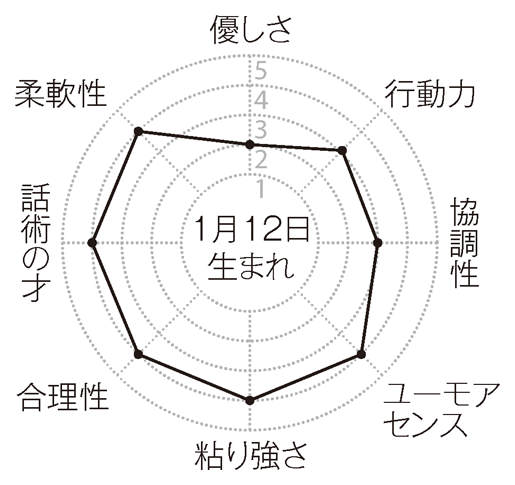 優しさ
柔軟性
行動力
5
4
3
2
1
話術の才
協調性
1月12日
生まれ
合理性
ユーモア
センス
粘り強さ